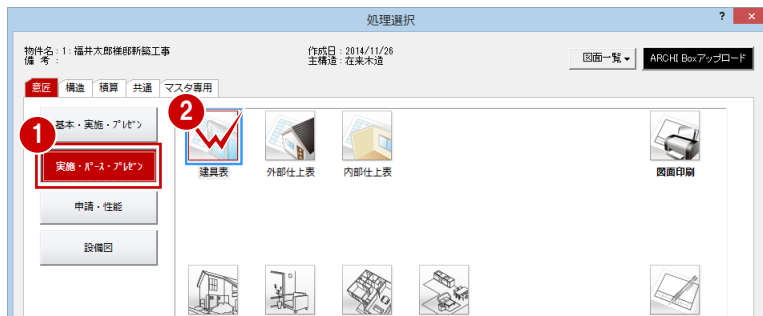 処理選択
? ×
物件名:1:福井太郎様邸新築工事
備 考 :
作成日:2014/11/26
主構造:在来木造
図面一覧▼
ARCHI Boxアップロード
意匠 構造 積算 共通 マスタ専用
基本・実施・プレゼン
1
実施・パース・プレゼン
申請・性能
設備図
2
建具表
外部仕上表
内部仕上表
図面印刷